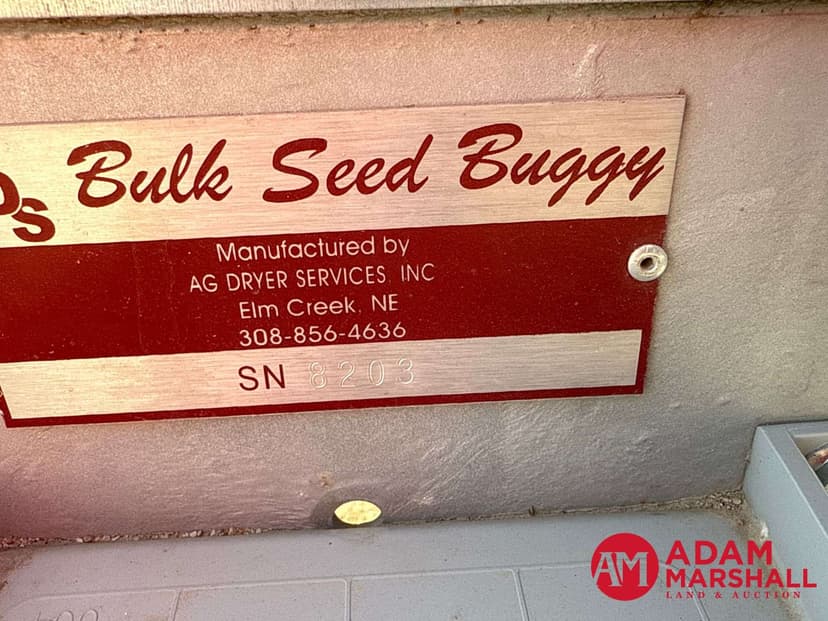 Bulk Seed Buggy
Manufactured by
AG DRYER SERVICES, INC
Elm Creek, NE
308-856-4636
SN 8203
AM ADAM
MARSHALL
LAND & AUCTION